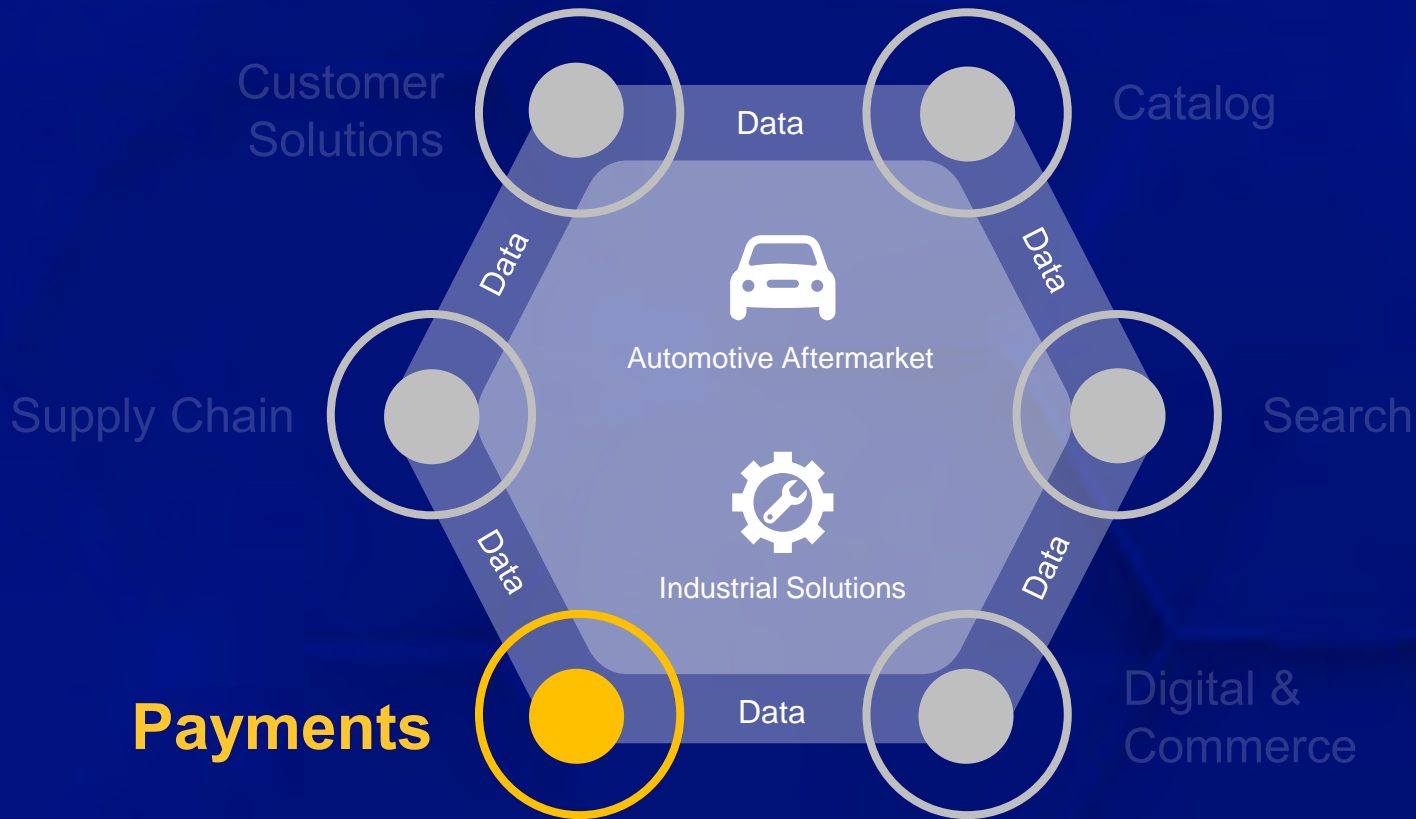 Customer
Solutions
Data
Catalog
Data
Data
Automotive Aftermarket
Supply Chain
Search
Data
Industrial Solutions
Data
Payments
Data
Digital &
Commerce